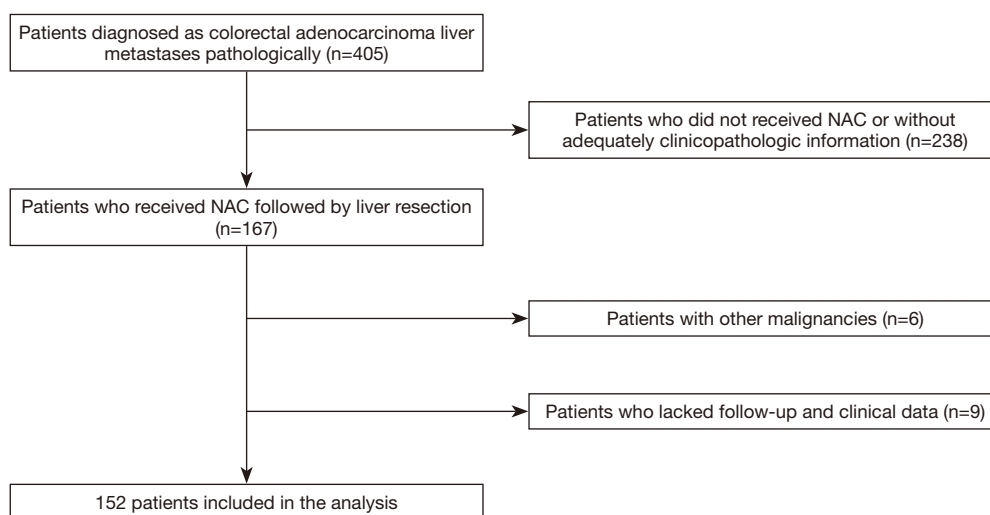 Patients diagnosed as colorectal adenocarcinoma liver
metastases pathologically (n=405)
Patients who did not received NAC or without
adequately clinicopathologic information (n=238)
Patients who received NAC followed by liver resection
(n=167)
Patients with other malignancies (n=6)
Patients who lacked follow-up and clinical data (n=9)
152 patients included in the analysis